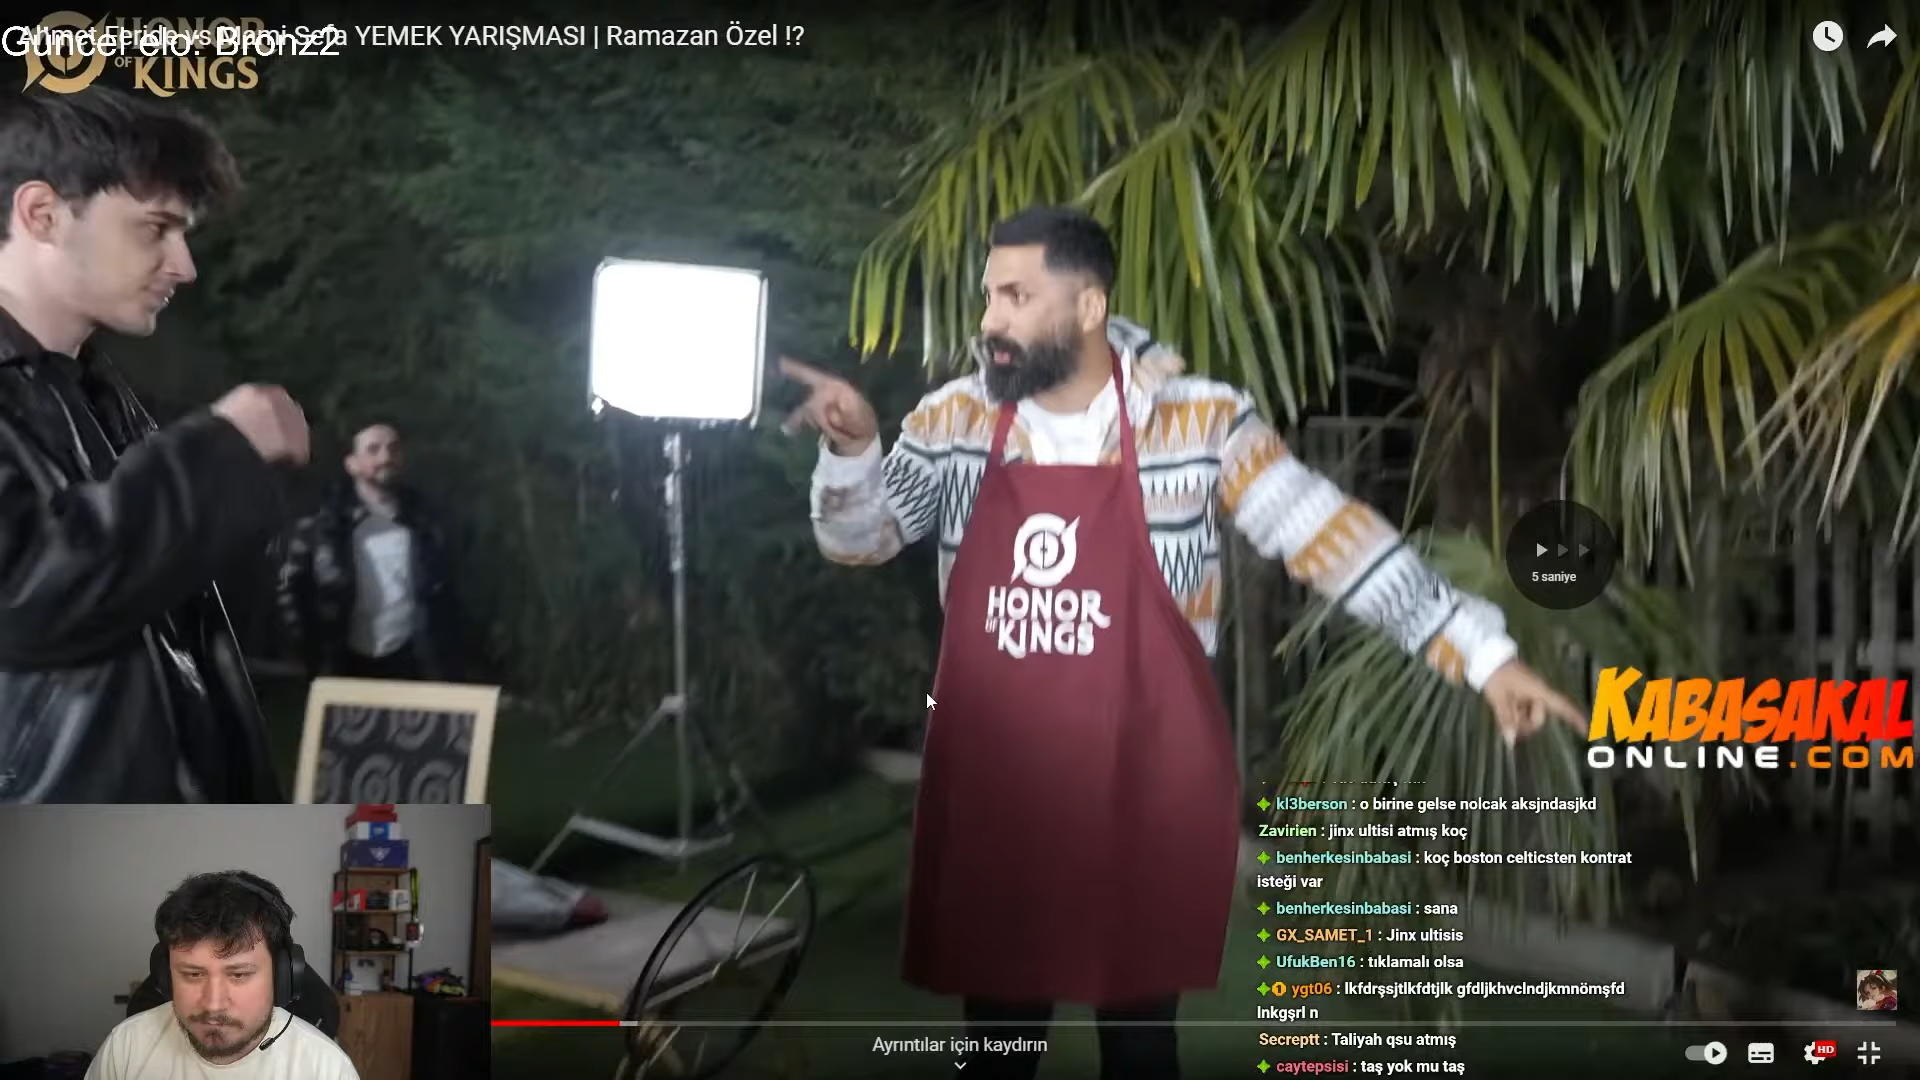 Ahmet Feride vs Mami Sefa YEMEK YARIŞMASI | Ramazan Özel !?
Güncel elo: Bronz2
HONOR
OF KINGS
HONOR
OF KINGS
5 saniye
KABASAKAL
ONLINE.COM
kl3berson : o birine gelse nolcak aksjndasjkd
Zavirien : jinx ultisi atmış koç
benherkesinbabasi : koç boston celticsten kontrat
isteği var
benherkesinbabasi : sana
GX_SAMET_1 : Jinx ultisis
UfukBen16 : tıklamalı olsa
1 ygt06 : lkfdrşsjtlkfdtjlk gfdljkhvclndjkmnömşfd
lnkgşrl n
Secreptt : Taliyah qsu atmış
caytepsisi : taş yok mu taş
Ayrıntılar için kaydırın
HD